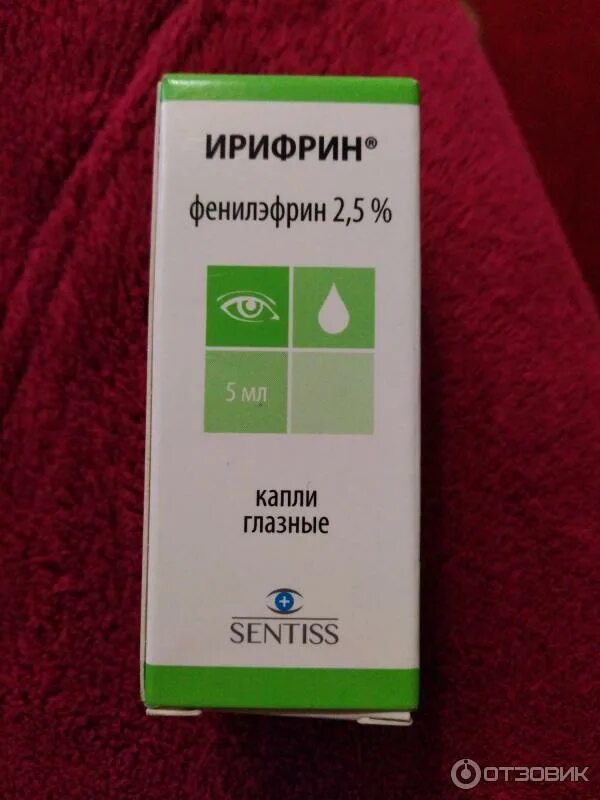 ИРИФРИН®
фенилэфрин 2,5 %
5 мл
капли
глазные
SENTISS
ОТЗОВИК